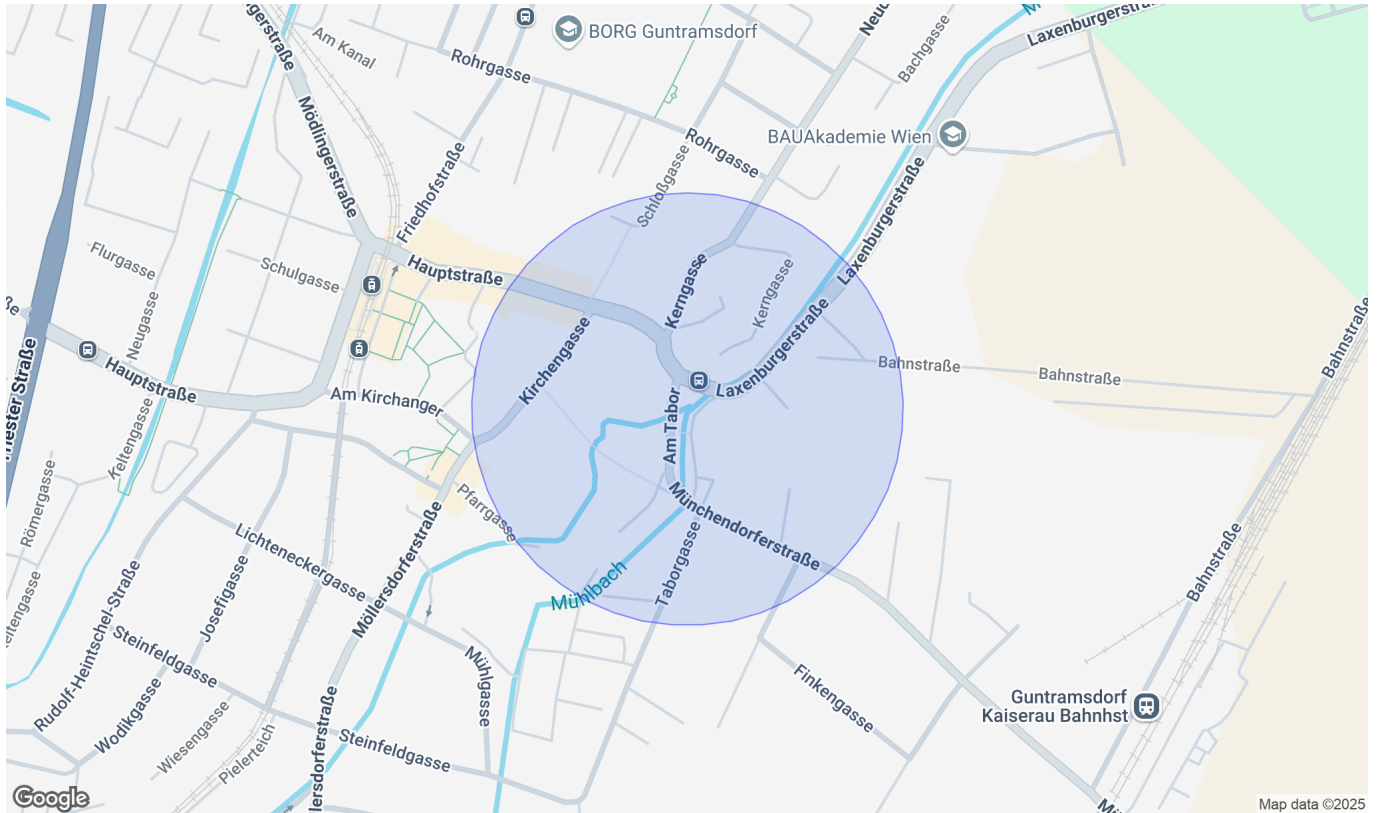 BORG Guntramsdorf
Am Kanal
Rohrgasse
Bachgasse
Laxenburgerstraße
Mödlingerstraße
Rohrgasse
BAUAkademie Wien
Friedhofstraße
Schloßgasse
Laxenburgerstraße
Flurgasse
Schulgasse
Hauptstraße
Kerngasse
Kerngasse
Neugasse
Kirchengasse
Laxenburgerstraße
Bahnstraße
Bahnstraße
Bahnstraße
Hauptstraße
Am Kirchanger
Am Tabor
Keltengasse
Römergasse
Pfarrgasse
Münchendorferstraße
Lichteneckergasse
Josefigasse
Möllersdorferstraße
Mühlbach
Taborgasse
Bahnstraße
Rudolf-Heintschel-Straße
Steinfeldgasse
Mühlgasse
Finkengasse
Guntramsdorf
Kaiserau Bahnhst
Wodikgasse
Wiesengasse
Pielerteich
Steinfeldgasse
Google
Map data ©2025